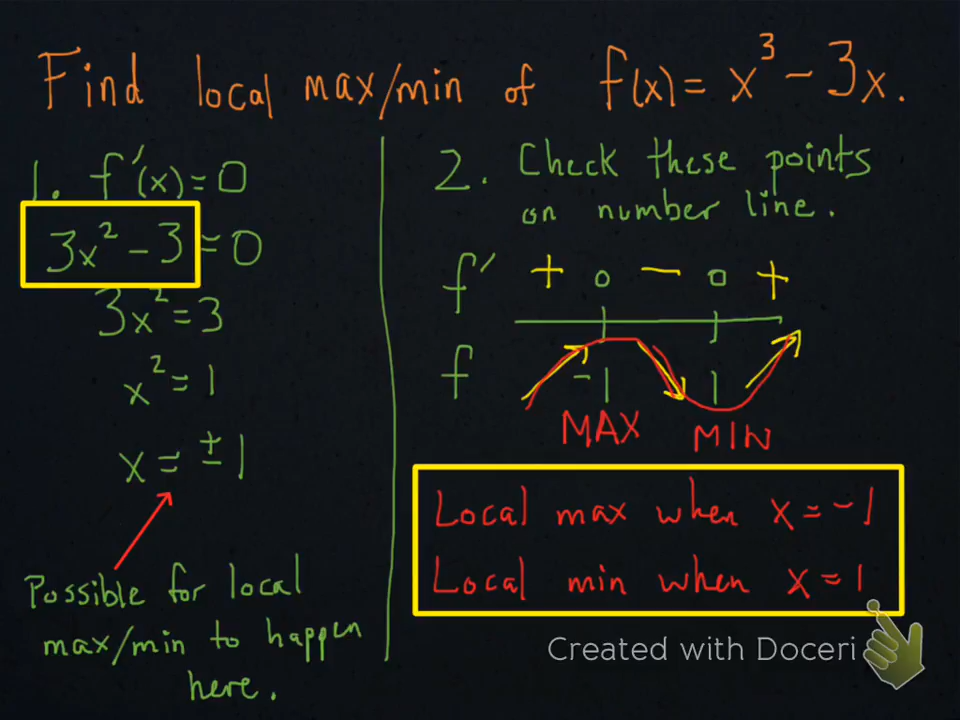 Find local max/min of f(x) = x³ - 3x.
1. f'(x) = 0
3x² - 3 = 0
3x² = 3
x² = 1
x = ± 1
Possible for local
max/min to happen
here.
2. Check these points
on number line.
f' + 0 - 0 +
f -1 1
MAX MIN
Local max when x = -1
Local min when x = 1
Created with Doceri